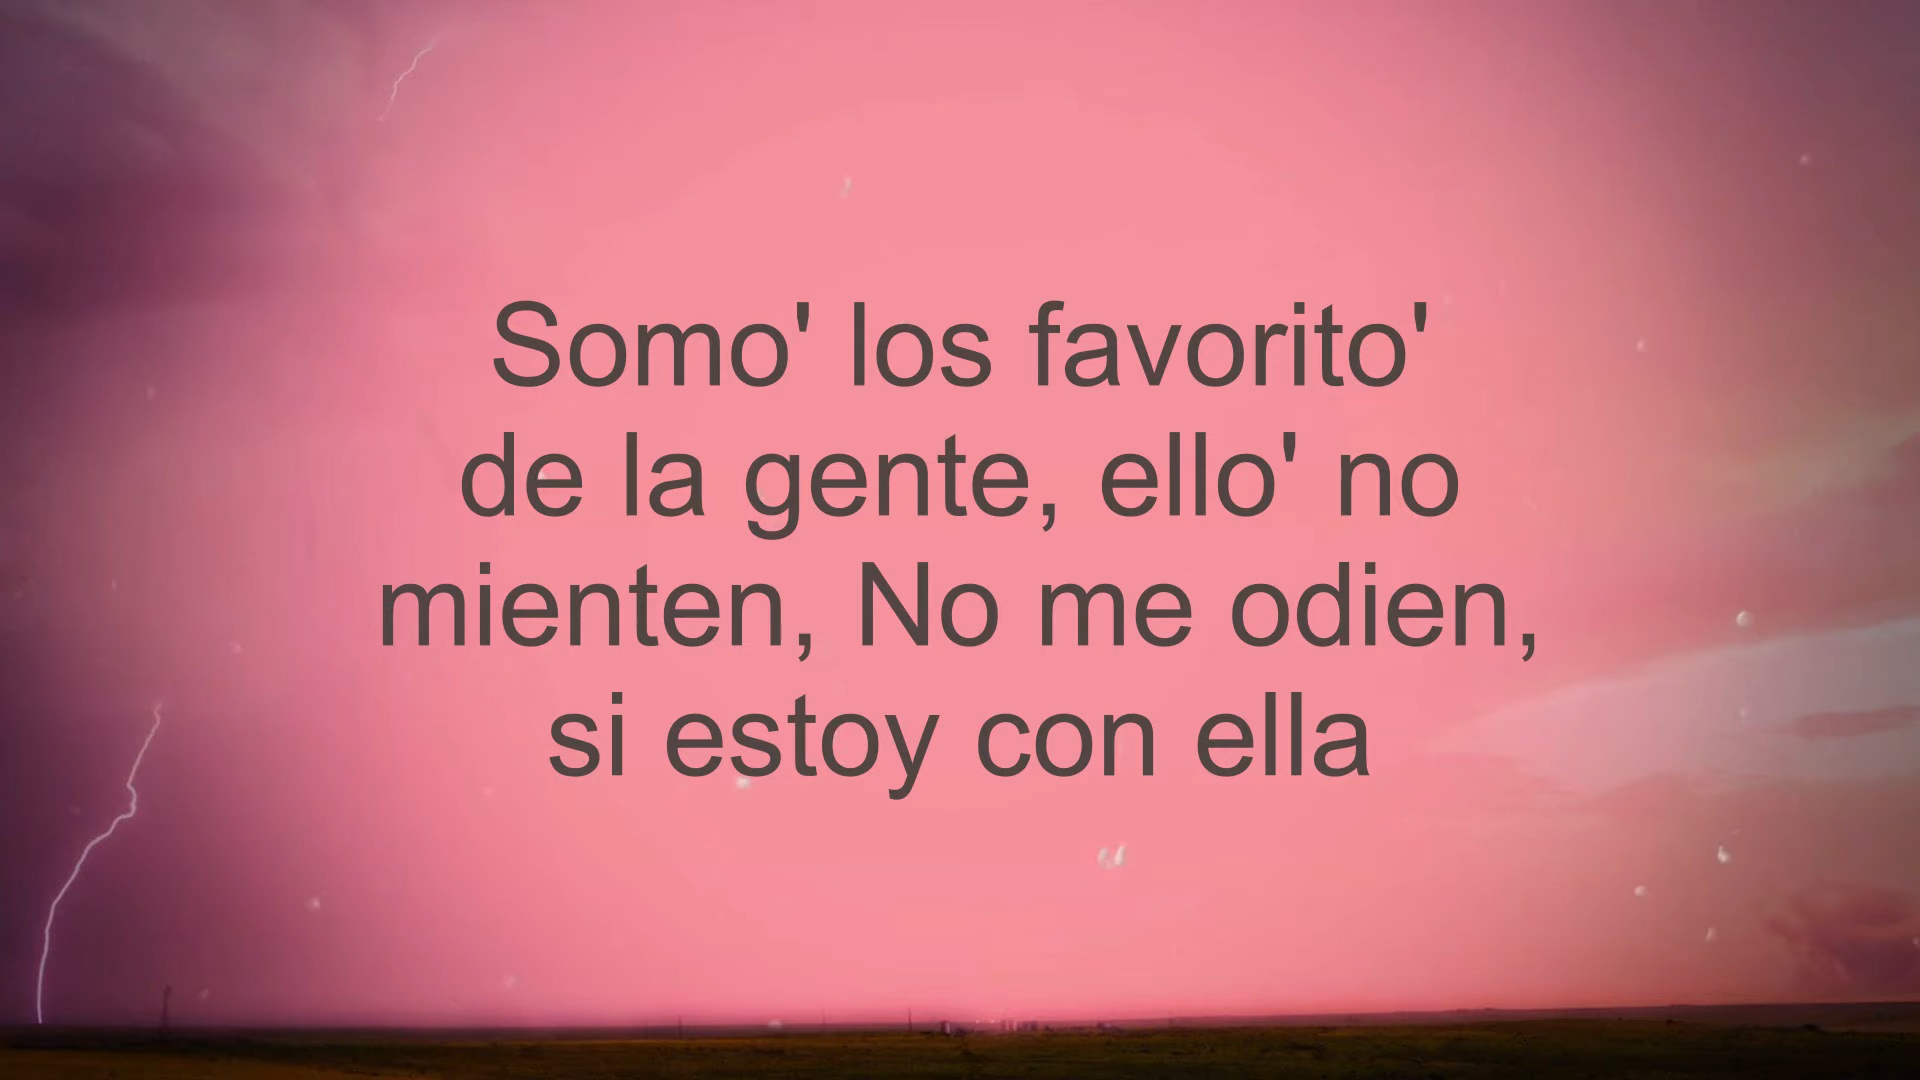 Somo' los favorito'
de la gente, ello' no
mienten, No me odien,
si estoy con ella